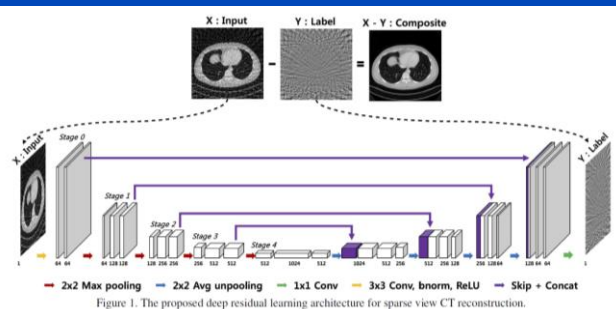 X : Input
Y : Label
X - Y : Composite
X : Input
Stage 0
Y : Label
Stage 1
Stage 2
Stage 3
Stage 4
1
64 64
64 128 128
128 256 256
256 512 512
512 1024 512
1024 512 256
512 256 128
256 128 64
128 64 64
1
2x2 Max pooling
2x2 Avg unpooling
1x1 Conv
3x3 Conv, bnorm, ReLU
Skip + Concat
Figure 1. The proposed deep residual learning architecture for sparse view CT reconstruction.